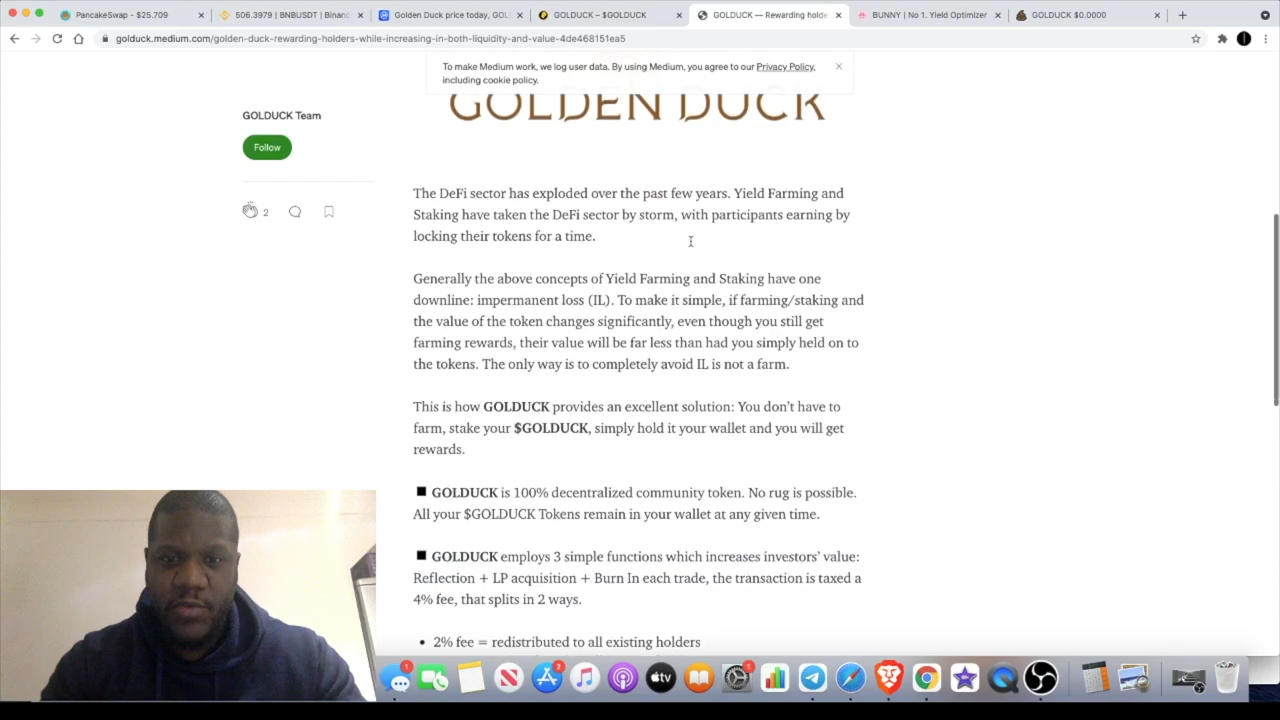 PancakeSwap - $25.709
506.3979 | BNBUSDT | Binanc
Golden Duck price today, GOL
GOLDUCK – $GOLDUCK
GOLDUCK — Rewarding holde
BUNNY | No 1. Yield Optimizer
GOLDUCK $0.0000
golduck.medium.com/golden-duck-rewarding-holders-while-increasing-in-both-liquidity-and-value-4de468151ea5
To make Medium work, we log user data. By using Medium, you agree to our Privacy Policy,
including cookie policy.
GOLDEN DUCK
GOLDUCK Team
Follow
2
The DeFi sector has exploded over the past few years. Yield Farming and
Staking have taken the DeFi sector by storm, with participants earning by
locking their tokens for a time.
Generally the above concepts of Yield Farming and Staking have one
downline: impermanent loss (IL). To make it simple, if farming/staking and
the value of the token changes significantly, even though you still get
farming rewards, their value will be far less than had you simply held on to
the tokens. The only way is to completely avoid IL is not a farm.
This is how GOLDUCK provides an excellent solution: You don't have to
farm, stake your $GOLDUCK, simply hold it your wallet and you will get
rewards.
GOLDUCK is 100% decentralized community token. No rug is possible.
All your $GOLDUCK Tokens remain in your wallet at any given time.
GOLDUCK employs 3 simple functions which increases investors' value:
Reflection + LP acquisition + Burn In each trade, the transaction is taxed a
4% fee, that splits in 2 ways.
• 2% fee = redistributed to all existing holders
1
2
tv
1